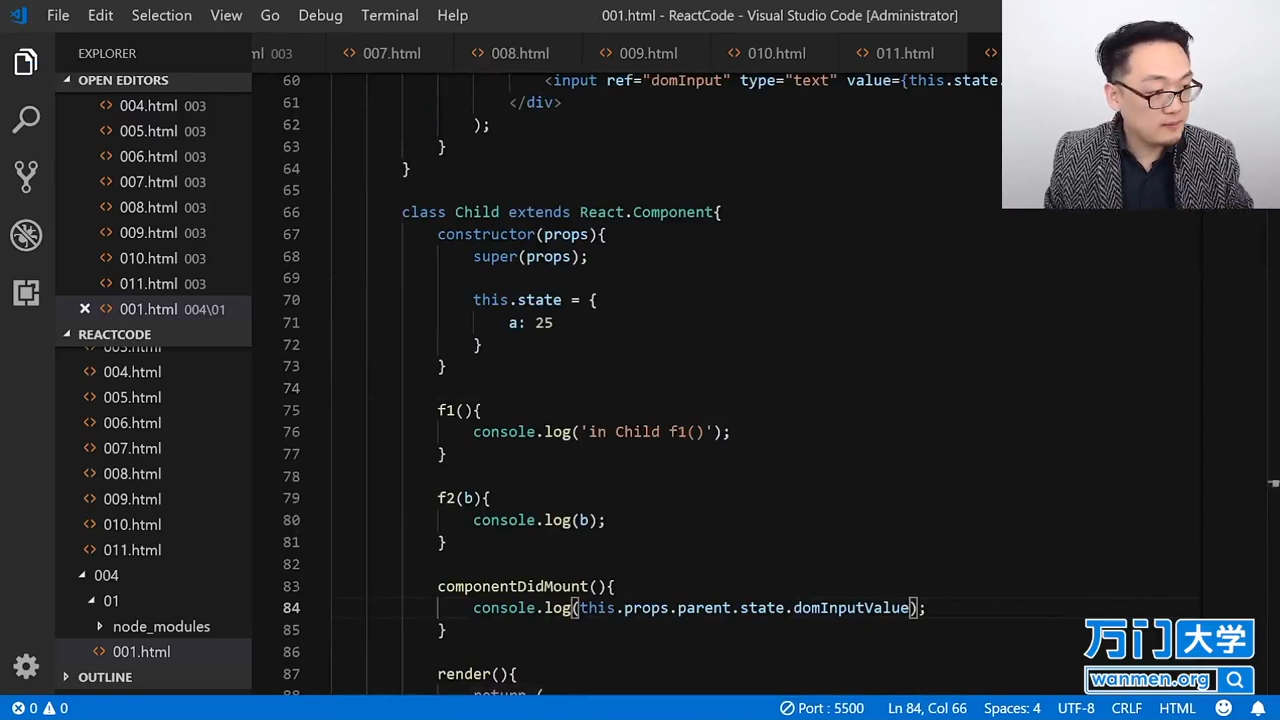 File Edit Selection View Go Debug Terminal Help
001.html - ReactCode - Visual Studio Code [Administrator]
EXPLORER
OPEN EDITORS
004.html 003
005.html 003
006.html 003
007.html 003
008.html 003
009.html 003
010.html 003
011.html 003
001.html 004\01
REACTCODE
003.html
004.html
005.html
006.html
007.html
008.html
009.html
010.html
011.html
004
01
node_modules
001.html
OUTLINE
ml 003 007.html 008.html 009.html 010.html 011.html
60 <input ref="domInput" type="text" value={this.state.
61 </div>
62 );
63 }
64 }
65
66 class Child extends React.Component{
67 constructor(props){
68 super(props);
69
70 this.state = {
71 a: 25
72 }
73 }
74
75 f1(){
76 console.log('in Child f1()');
77 }
78
79 f2(b){
80 console.log(b);
81 }
82
83 componentDidMount(){
84 console.log(this.props.parent.state.domInputValue);
85 }
86
87 render(){
88 return (
万门大学
wanmen.org
0 0
Port : 5500
Ln 84, Col 66
Spaces: 4
UTF-8
CRLF
HTML